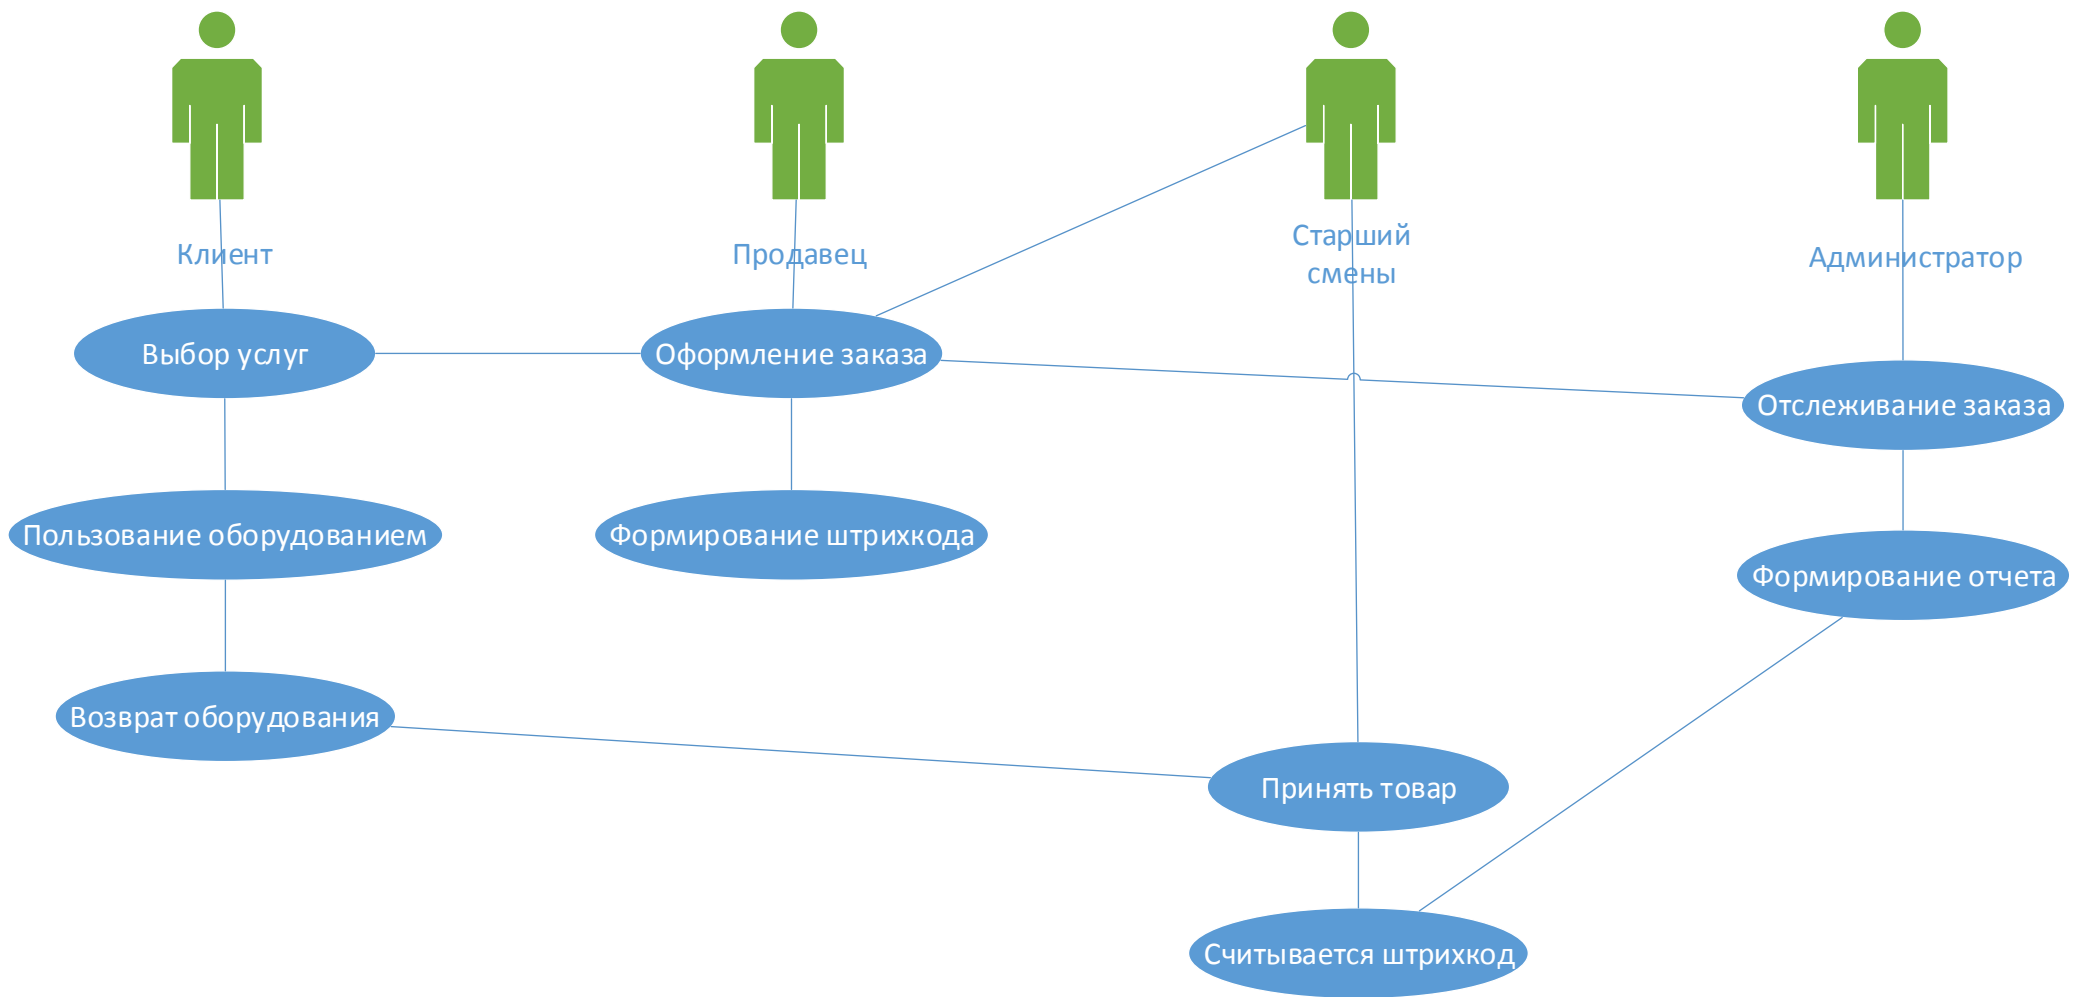 Клиент
Продавец
Старший
смены
Администратор
Выбор услуг
Оформление заказа
Отслеживание заказа
Пользование оборудованием
Формирование штрихкода
Формирование отчета
Возврат оборудования
Принять товар
Считывается штрихкод